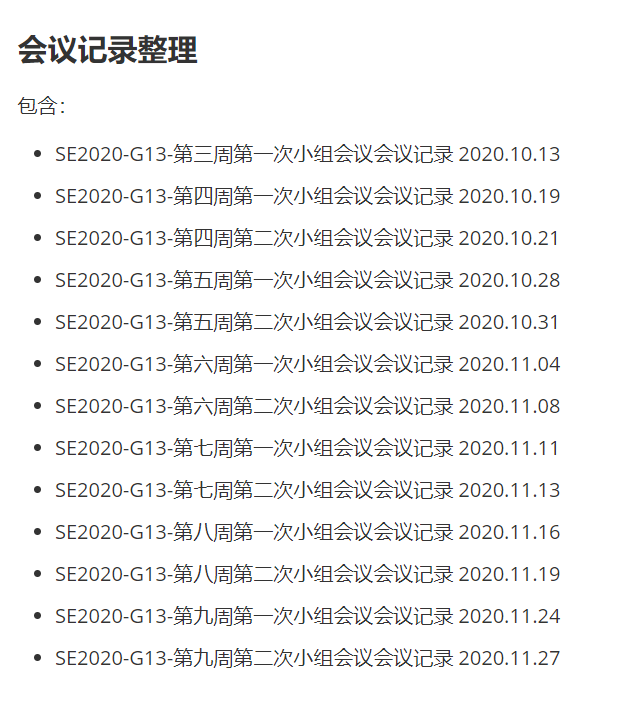 会议记录整理
包含：
SE2020-G13-第三周第一次小组会议会议记录 2020.10.13
SE2020-G13-第四周第一次小组会议会议记录 2020.10.19
SE2020-G13-第四周第二次小组会议会议记录 2020.10.21
SE2020-G13-第五周第一次小组会议会议记录 2020.10.28
SE2020-G13-第五周第二次小组会议会议记录 2020.10.31
SE2020-G13-第六周第一次小组会议会议记录 2020.11.04
SE2020-G13-第六周第二次小组会议会议记录 2020.11.08
SE2020-G13-第七周第一次小组会议会议记录 2020.11.11
SE2020-G13-第七周第二次小组会议会议记录 2020.11.13
SE2020-G13-第八周第一次小组会议会议记录 2020.11.16
SE2020-G13-第八周第二次小组会议会议记录 2020.11.19
SE2020-G13-第九周第一次小组会议会议记录 2020.11.24
SE2020-G13-第九周第二次小组会议会议记录 2020.11.27